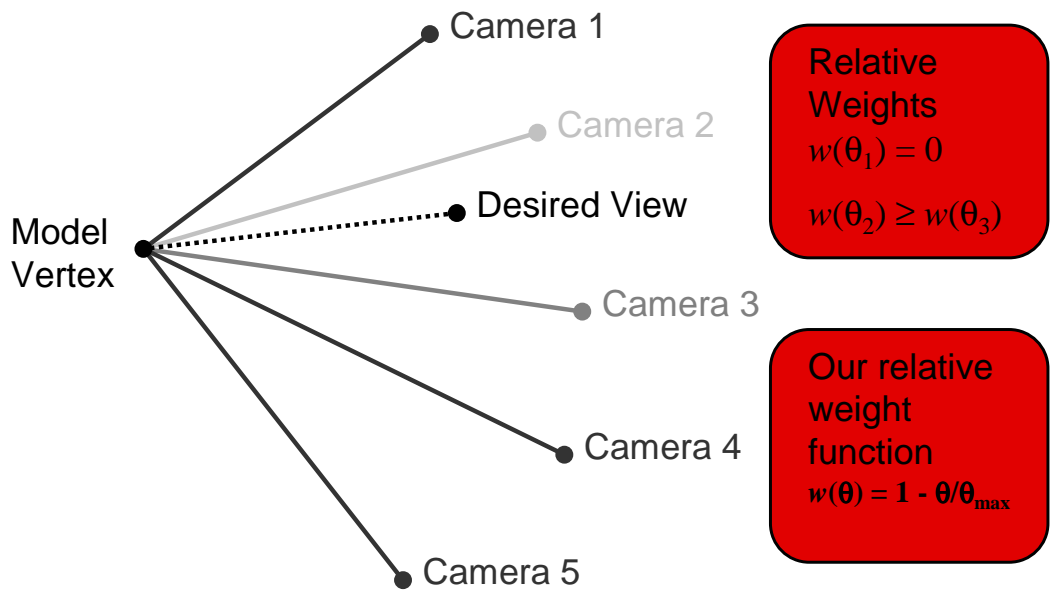 Camera 1
Camera 2
Desired View
Model
Vertex
Camera 3
Camera 4
Camera 5
Relative
Weights
w(θ₁) = 0
w(θ₂) ≥ w(θ₃)
Our relative
weight
function
w(θ) = 1 - θ/θmax